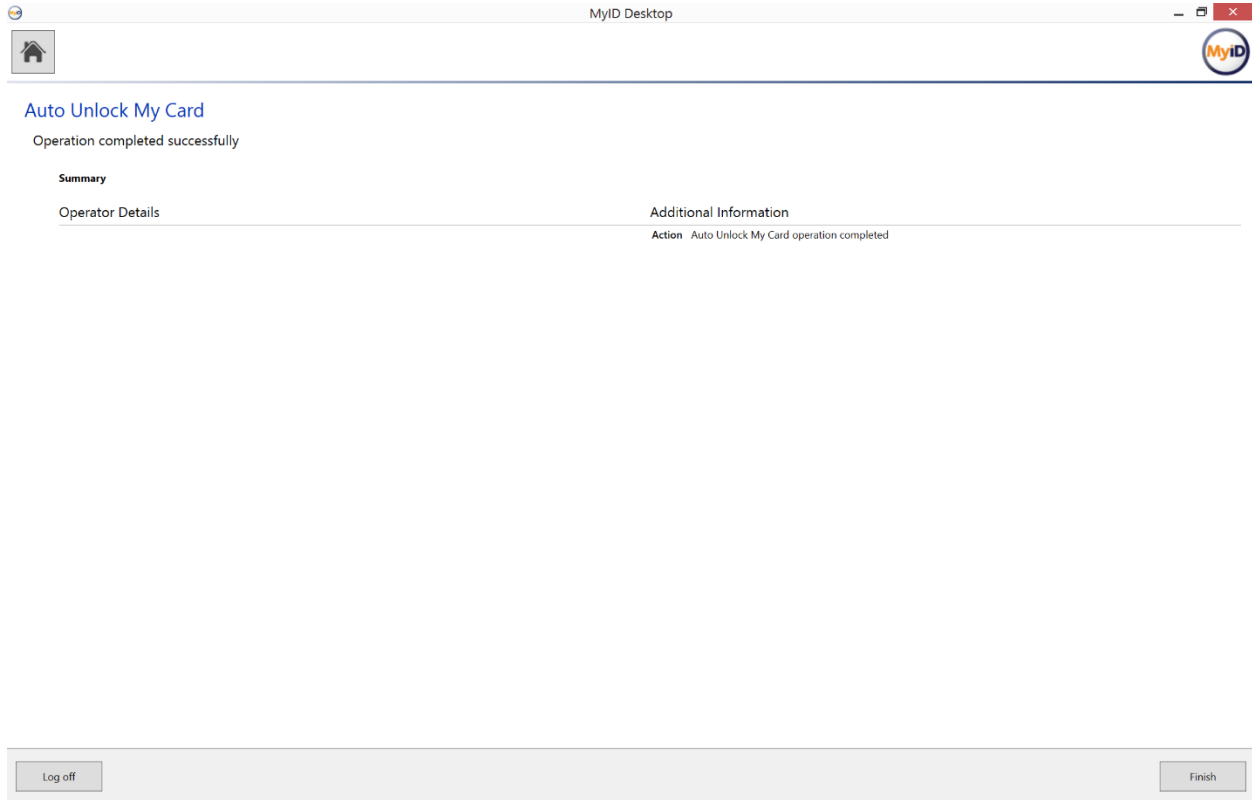 MyID Desktop
MyiD
Auto Unlock My Card
Operation completed successfully
Summary
Operator Details
Additional Information
Action Auto Unlock My Card operation completed
Log off
Finish